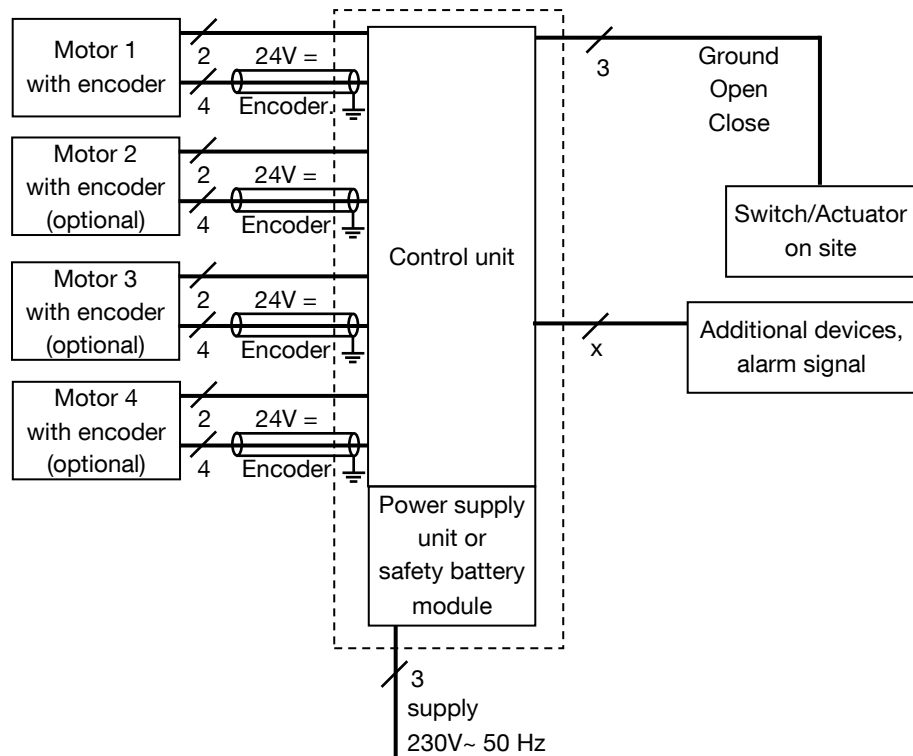 Motor 1
with encoder
2
4
24V =
Encoder
Motor 2
with encoder
(optional)
2
4
24V =
Encoder
Motor 3
with encoder
(optional)
2
4
24V =
Encoder
Motor 4
with encoder
(optional)
2
4
24V =
Encoder
Control unit
Power supply
unit or
safety battery
module
3
supply
230V~ 50 Hz
3
Ground
Open
Close
Switch/Actuator
on site
x
Additional devices,
alarm signal